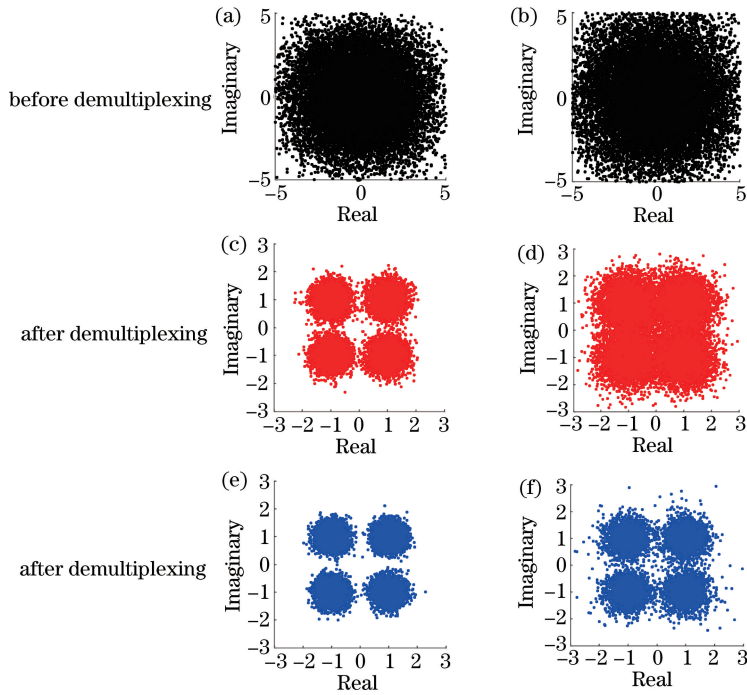 (a)
5
0
−5
Imaginary
−5 0 5
Real
(b)
5
0
−5
Imaginary
−5 0 5
Real
before demultiplexing
(c)
3
2
1
0
−1
−2
−3
Imaginary
−3 −2 −1 0 1 2 3
Real
(d)
3
2
1
0
−1
−2
−3
Imaginary
−3 −2 −1 0 1 2 3
Real
after demultiplexing
(e)
3
2
1
0
−1
−2
−3
Imaginary
−3 −2 −1 0 1 2 3
Real
(f)
3
2
1
0
−1
−2
−3
Imaginary
−3 −2 −1 0 1 2 3
Real
after demultiplexing